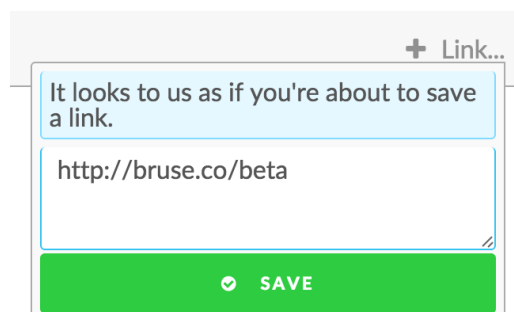 + Link...
It looks to us as if you're about to save
a link.
http://bruse.co/beta
SAVE